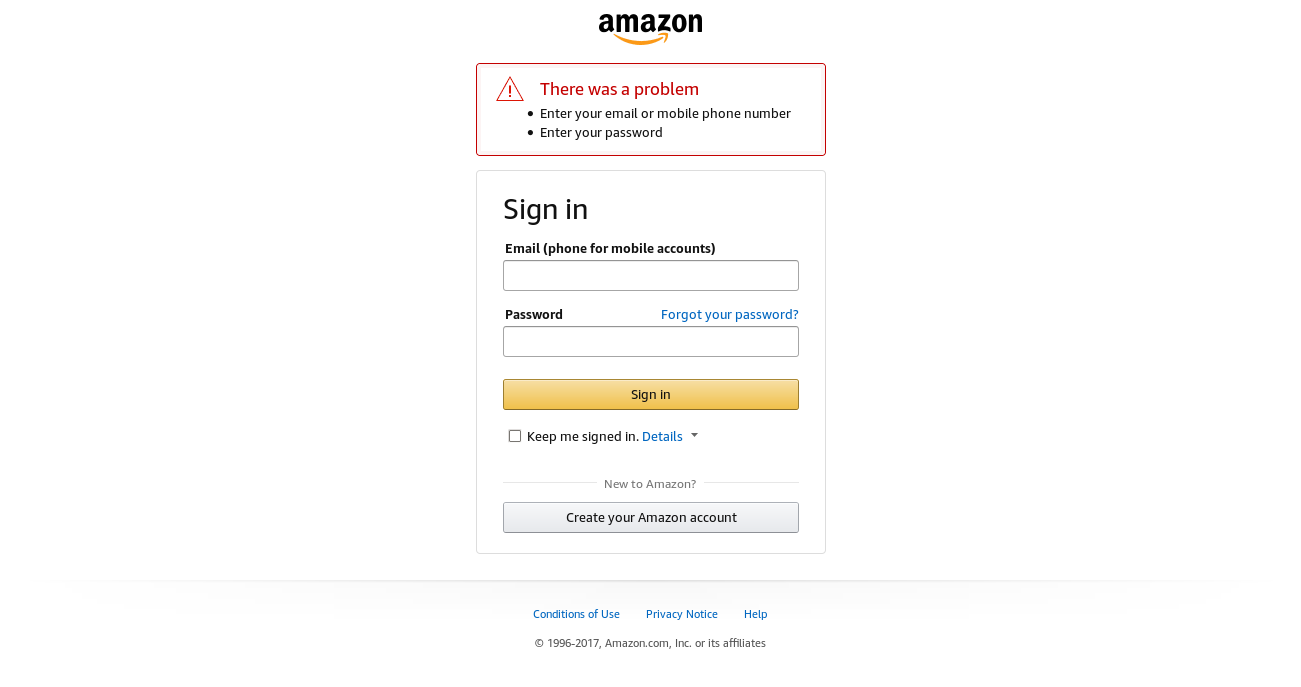 amazon
There was a problem
• Enter your email or mobile phone number
• Enter your password
Sign in
Email (phone for mobile accounts)
Password Forgot your password?
Sign in
Keep me signed in. Details
New to Amazon?
Create your Amazon account
Conditions of Use Privacy Notice Help
© 1996-2017, Amazon.com, Inc. or its affiliates